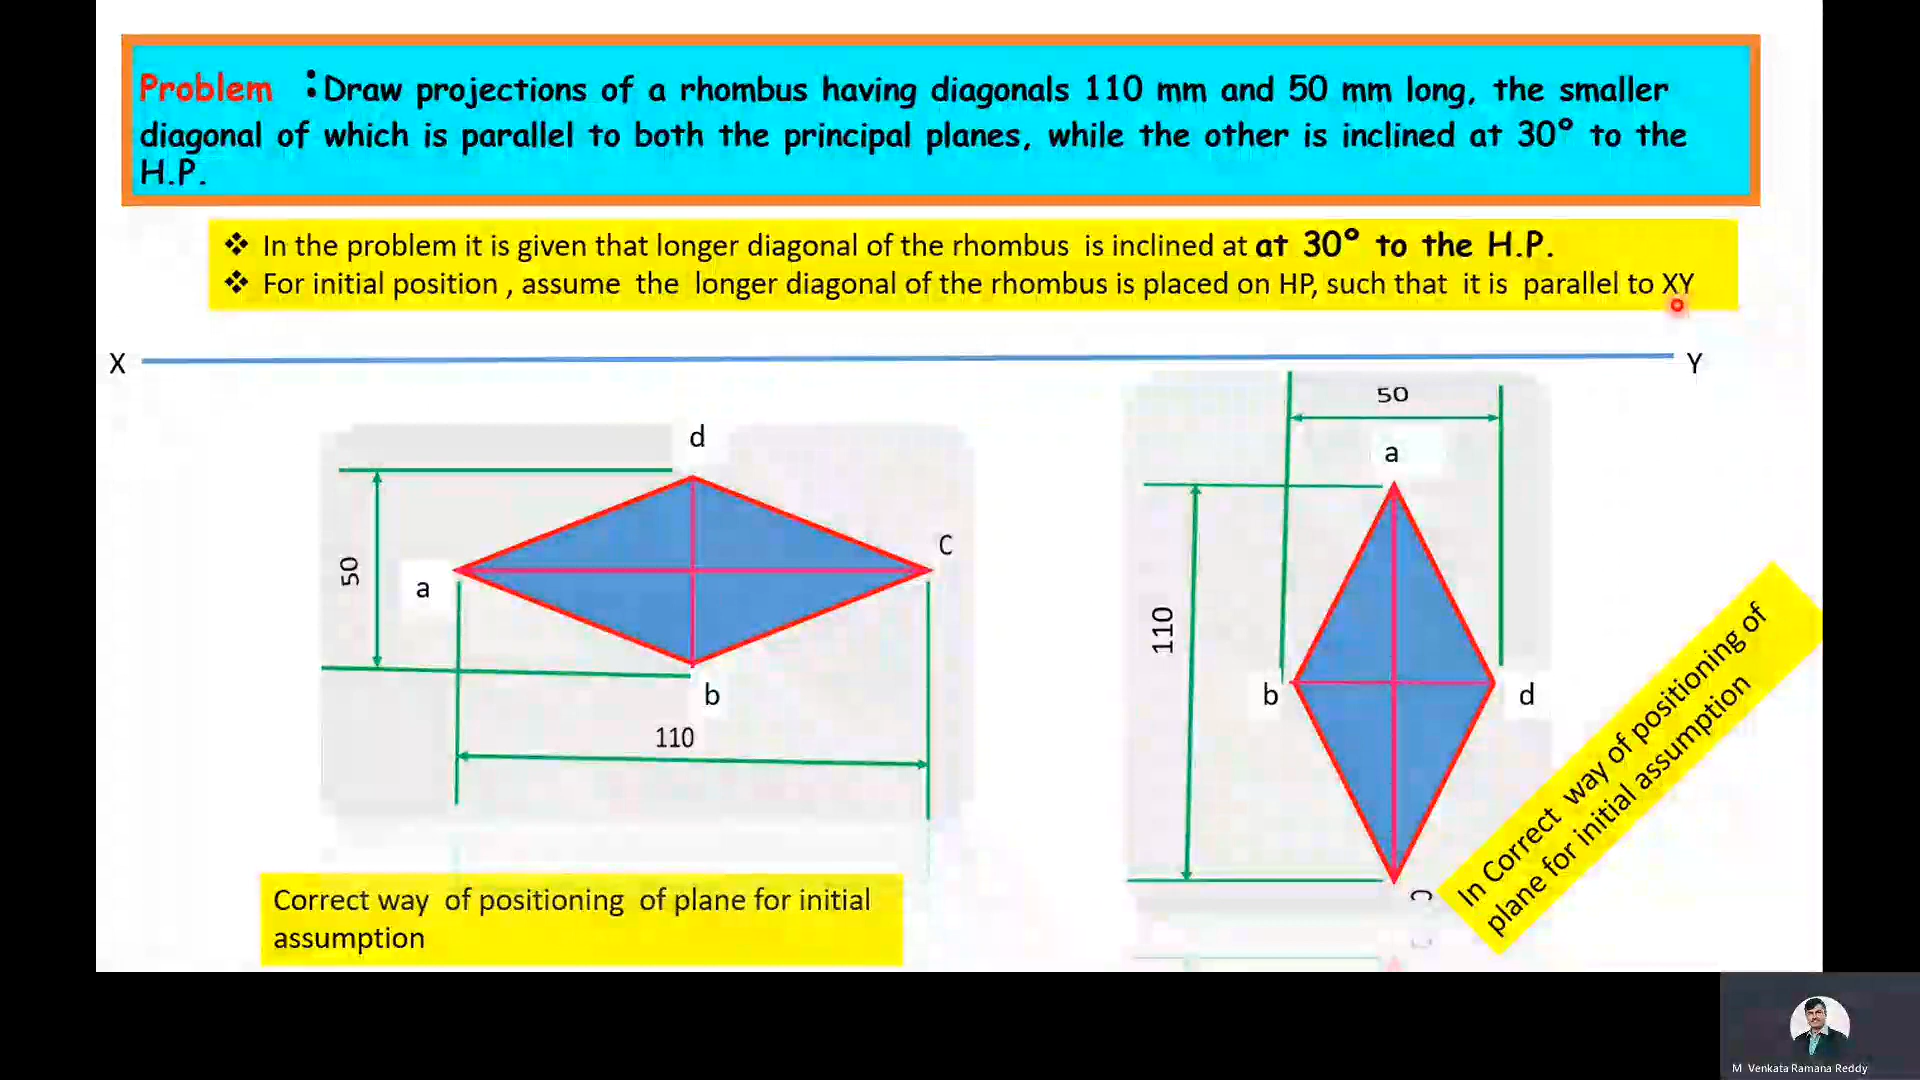 Problem : Draw projections of a rhombus having diagonals 110 mm and 50 mm long, the smaller
diagonal of which is parallel to both the principal planes, while the other is inclined at 30º to the
H.P.
❖ In the problem it is given that longer diagonal of the rhombus is inclined at at 30º to the H.P.
❖ For initial position , assume the longer diagonal of the rhombus is placed on HP, such that it is parallel to XY
X
Y
d
50
a
C
b
110
Correct way of positioning of plane for initial
assumption
50
a
110
b
d
C
In Correct way of positioning of
plane for initial assumption
M Venkata Ramana Reddy